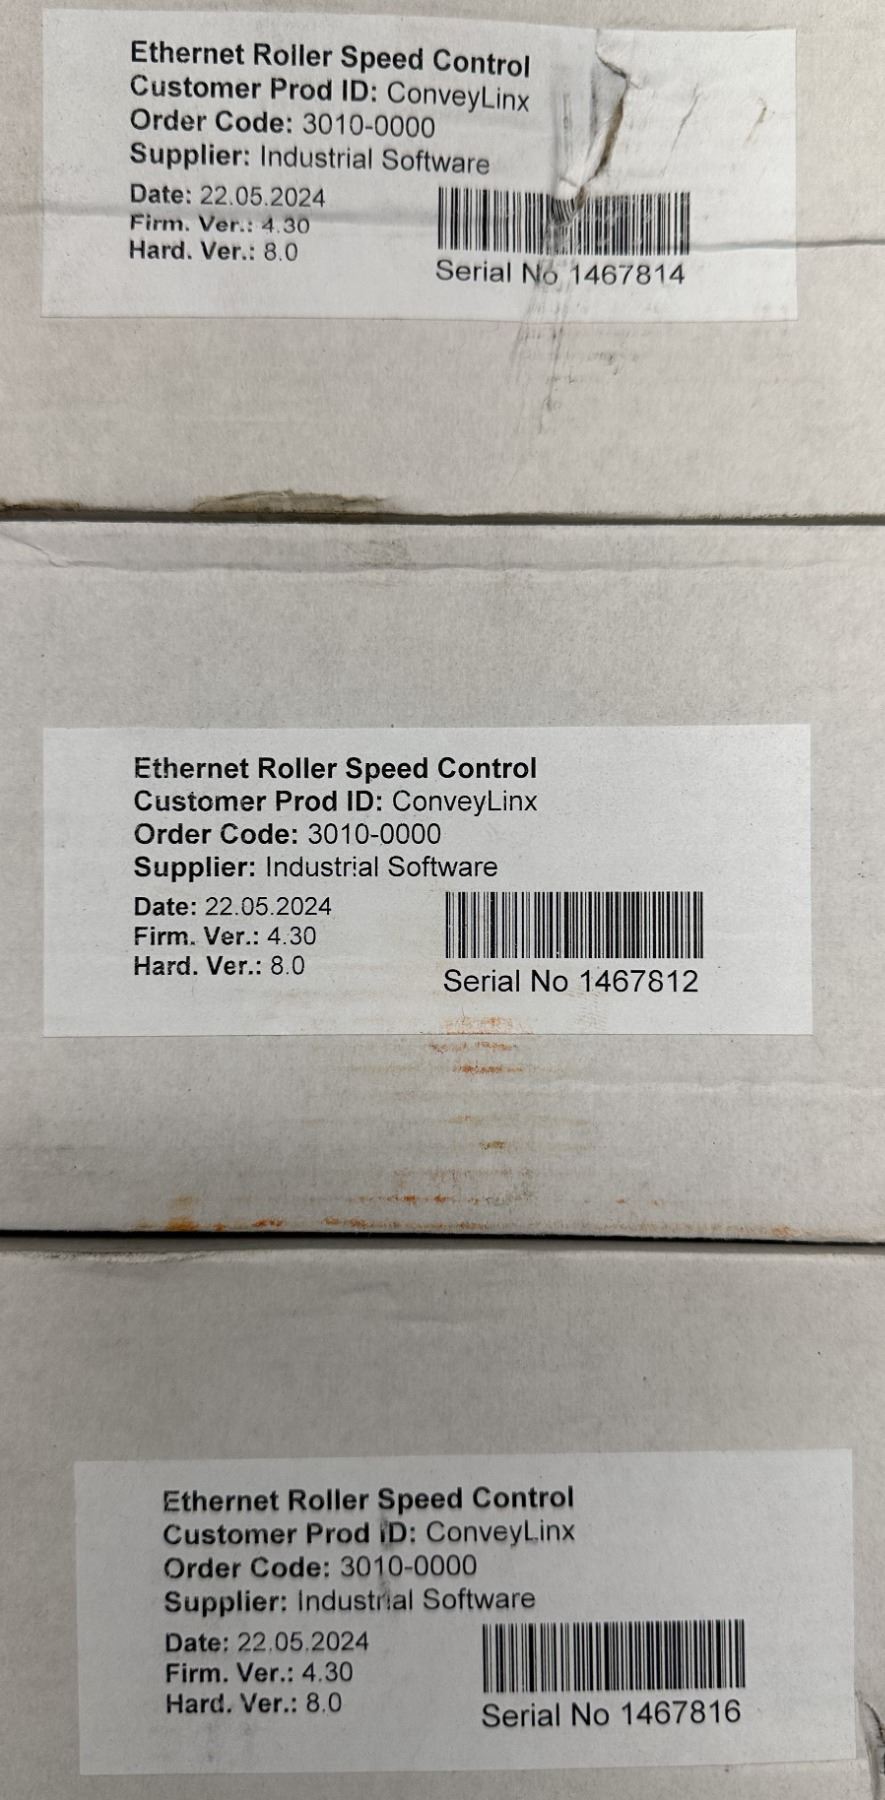 Ethernet Roller Speed Control
Customer Prod ID: ConveyLinx
Order Code: 3010-0000
Supplier: Industrial Software
Date: 22.05.2024
Firm. Ver.: 4.30
Hard. Ver.: 8.0
Serial No 1467814
Ethernet Roller Speed Control
Customer Prod ID: ConveyLinx
Order Code: 3010-0000
Supplier: Industrial Software
Date: 22.05.2024
Firm. Ver.: 4.30
Hard. Ver.: 8.0
Serial No 1467812
Ethernet Roller Speed Control
Customer Prod ID: ConveyLinx
Order Code: 3010-0000
Supplier: Industrial Software
Date: 22.05.2024
Firm. Ver.: 4.30
Hard. Ver.: 8.0
Serial No 1467816